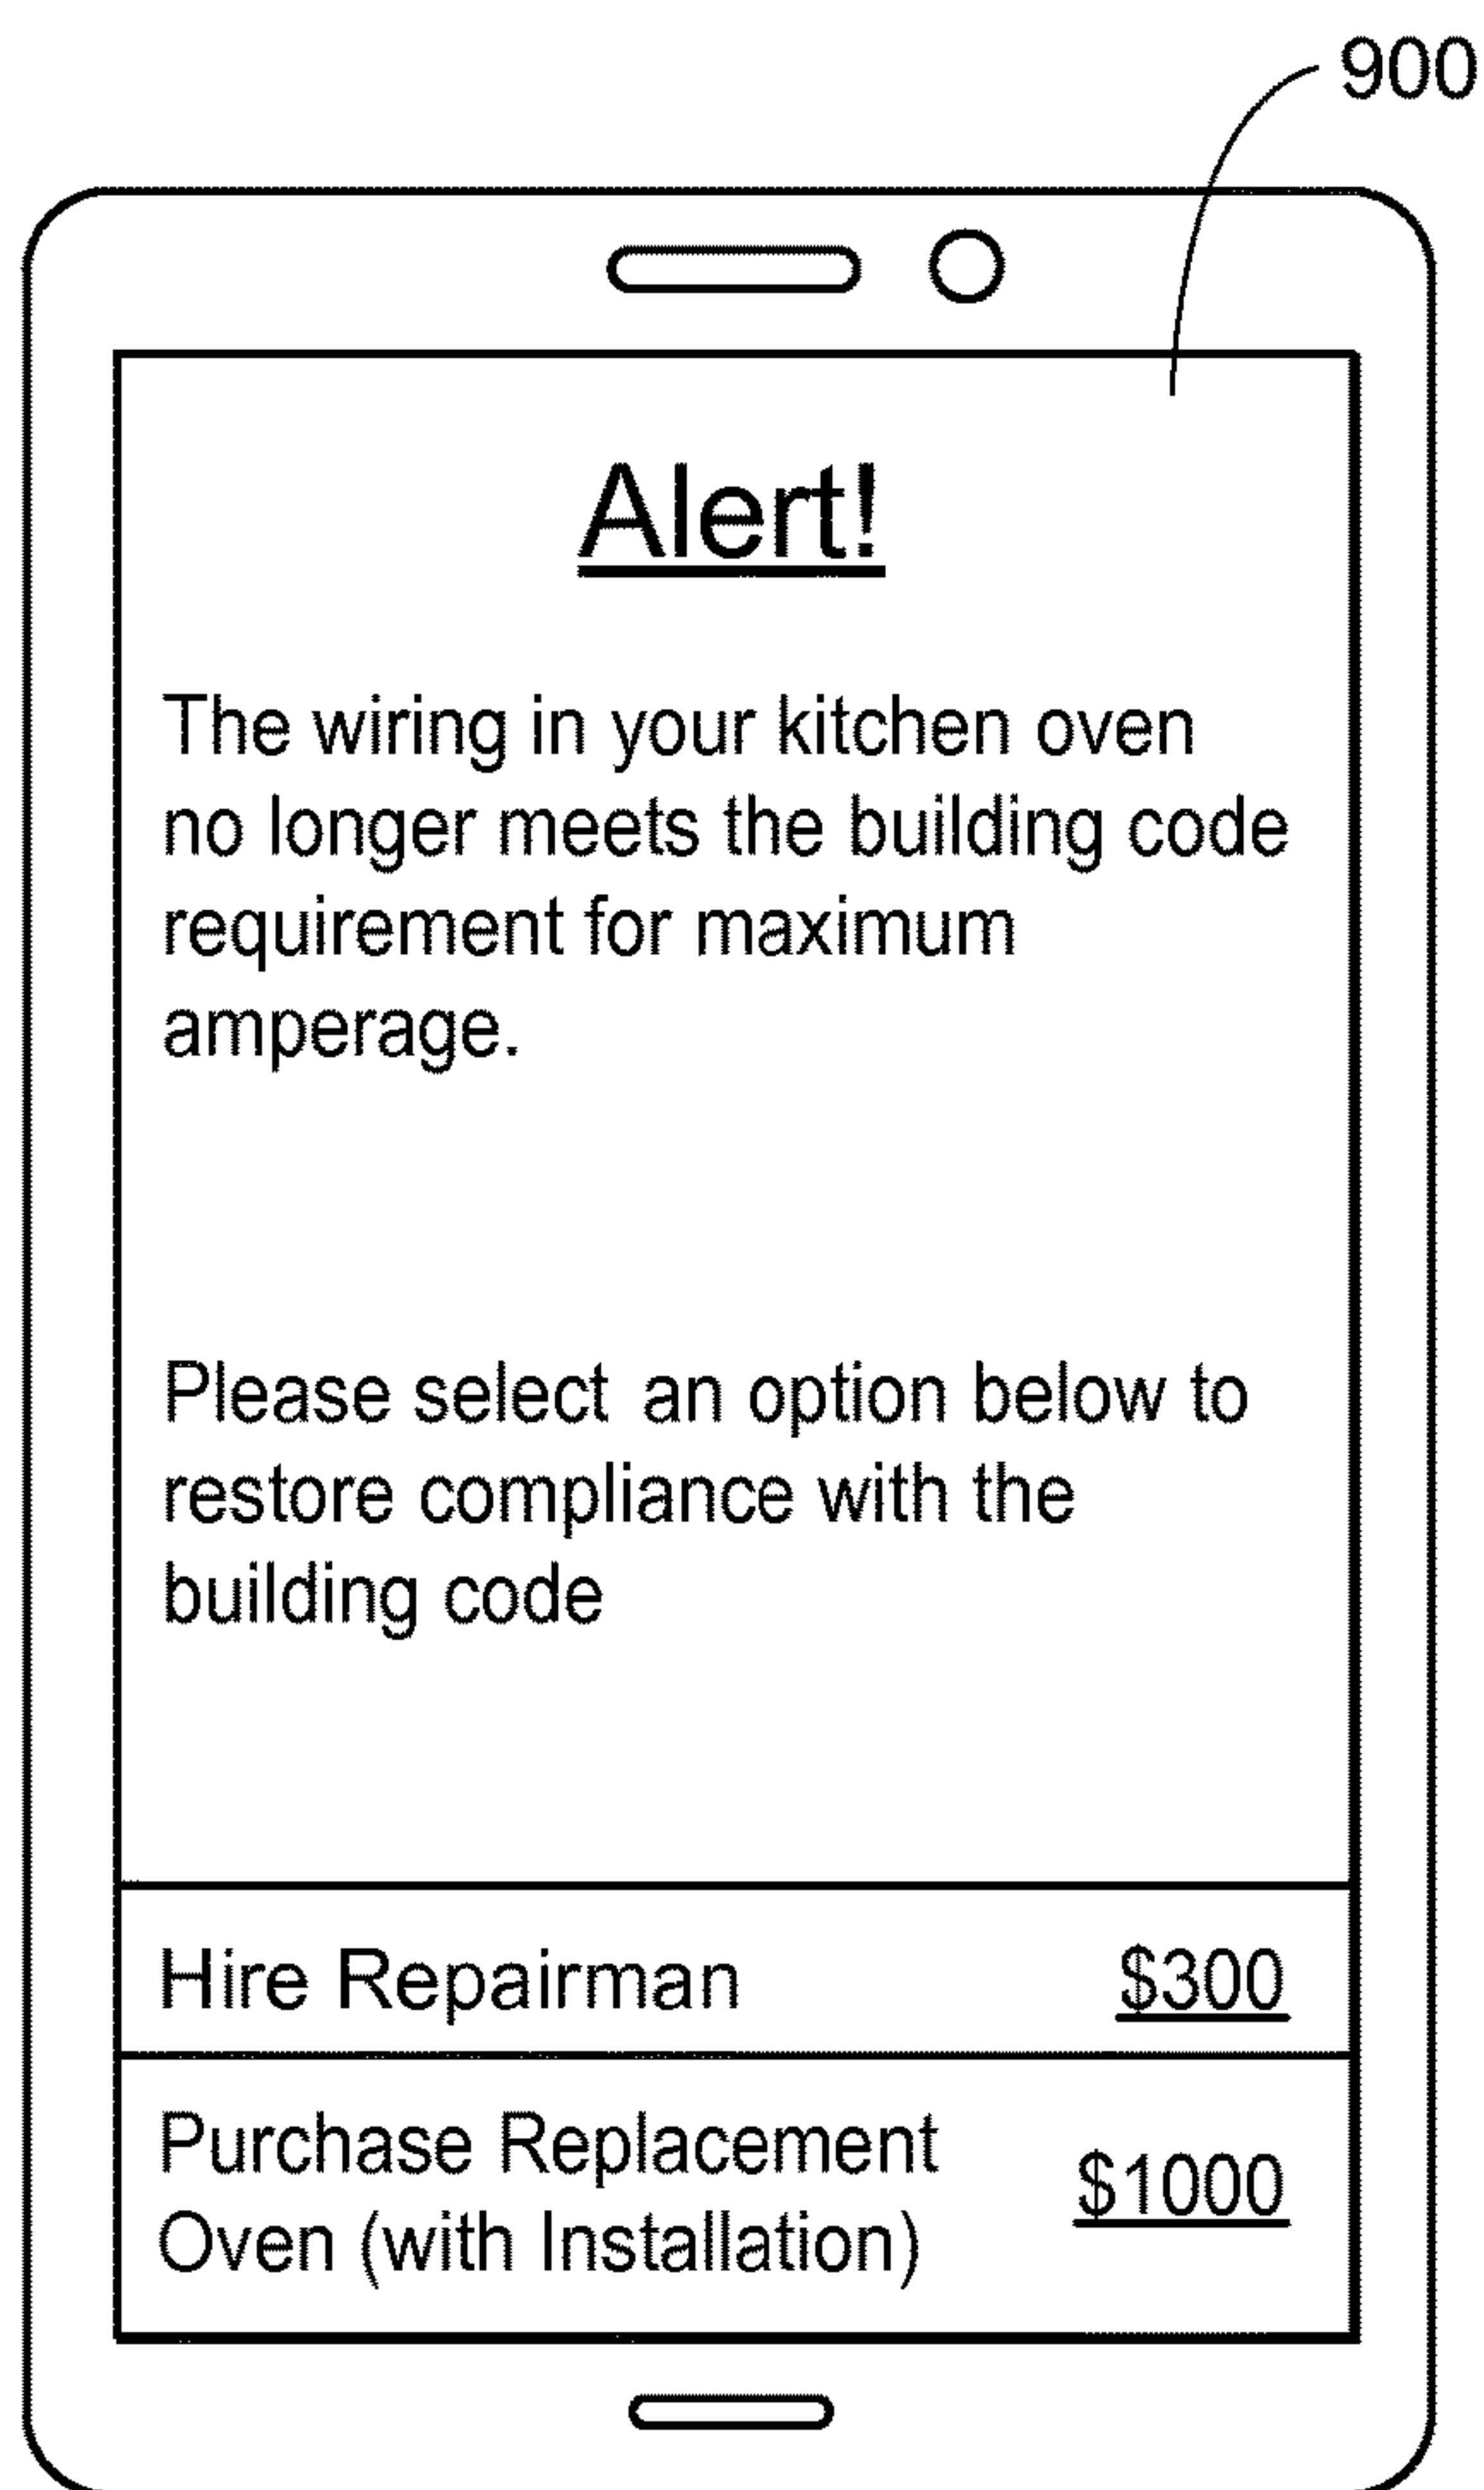 900
Alert!
The wiring in your kitchen oven
no longer meets the building code
requirement for maximum
amperage.
Please select an option below to
restore compliance with the
building code
Hire Repairman $300
Purchase Replacement
Oven (with Installation) $1000